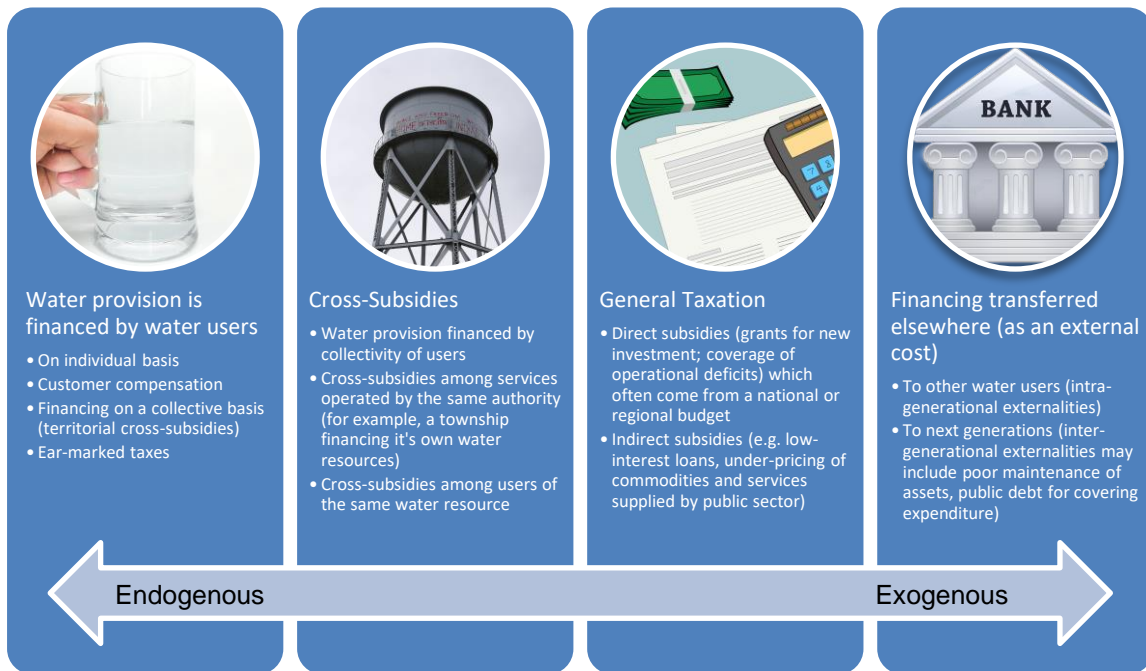 BANK
Water provision is
financed by water users
• On individual basis
• Customer compensation
• Financing on a collective basis
(territorial cross-subsidies)
• Ear-marked taxes
Cross-Subsidies
• Water provision financed by
collectivity of users
• Cross-subsidies among services
operated by the same authority
(for example, a township
financing it's own water
resources)
• Cross-subsidies among users of
the same water resource
General Taxation
• Direct subsidies (grants for new
investment; coverage of
operational deficits) which
often come from a national or
regional budget
• Indirect subsidies (e.g. low-
interest loans, under-pricing of
commodities and services
supplied by public sector)
Financing transferred
elsewhere (as an external
cost)
• To other water users (intra-
generational externalities)
• To next generations (inter-
generational externalities may
include poor maintenance of
assets, public debt for covering
expenditure)
Endogenous
Exogenous